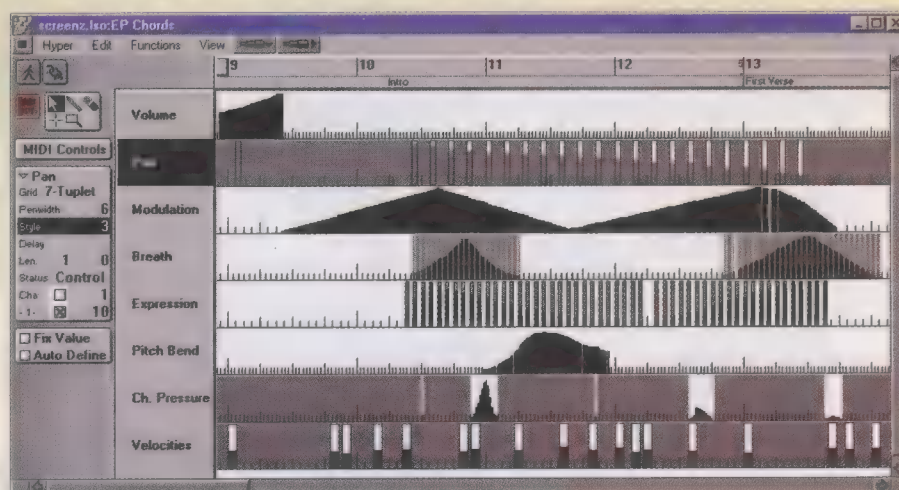 screenz.lso:EP Chords
Hyper Edit Functions View
9 10 11 12 13
Intro First Verse
Volume
MIDI Controls
Pan
Grid 7-Tuplet
Penwidth 6
Style 3
Delay
Len. 1 0
Status Control
Cha 1
-1- 10
Fix Value
Auto Define
Modulation
Breath
Expression
Pitch Bend
Ch. Pressure
Velocities